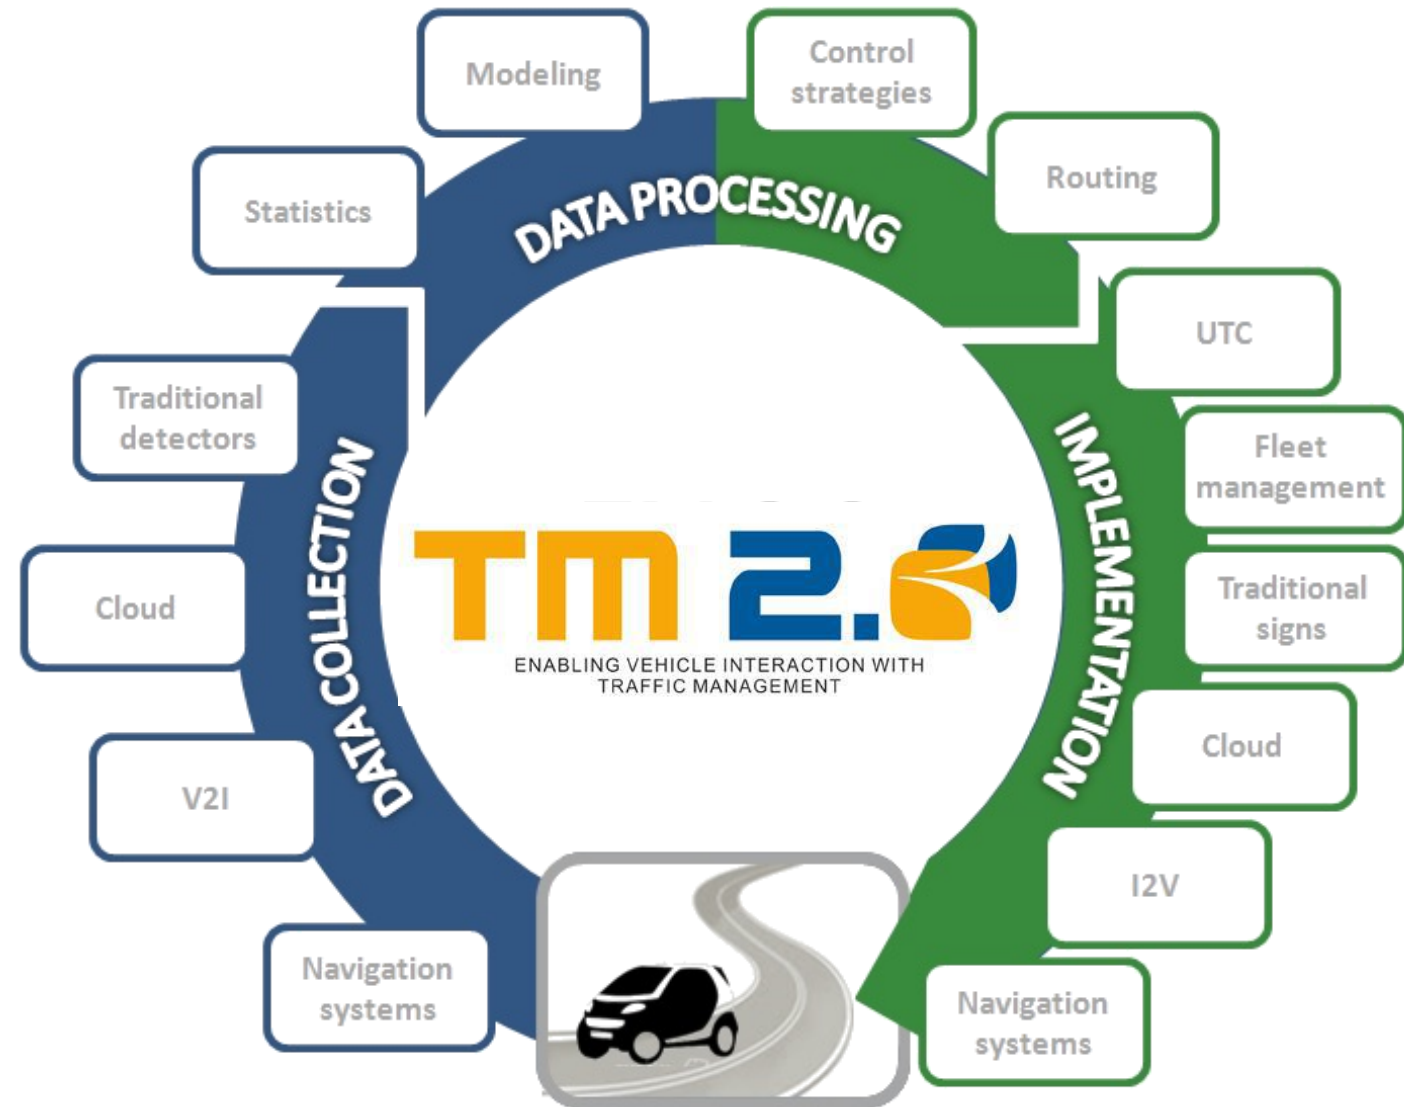 Modeling
Control
strategies
Statistics
Routing
DATA PROCESSING
UTC
Traditional
detectors
Fleet
management
DATA COLLECTION
IMPLEMENTATION
TM 2.0
ENABLING VEHICLE INTERACTION WITH
TRAFFIC MANAGEMENT
Cloud
Traditional
signs
Cloud
V2I
I2V
Navigation
systems
Navigation
systems